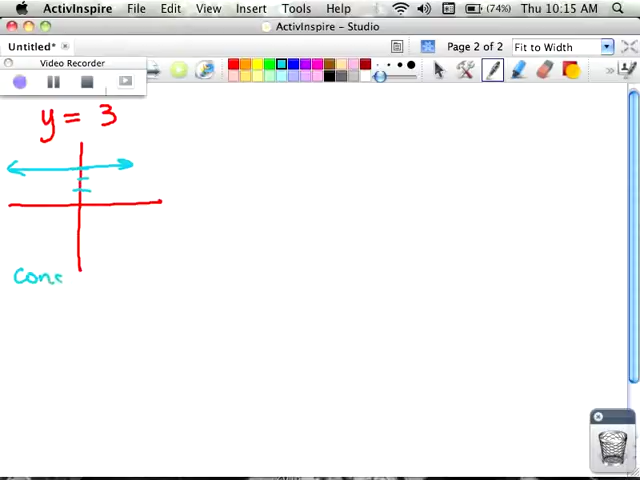 ActivInspire File Edit View Insert Tools Help (74%) Thu 10:15 AM
ActivInspire - Studio
Untitled* Page 2 of 2 Fit to Width
Video Recorder
y = 3